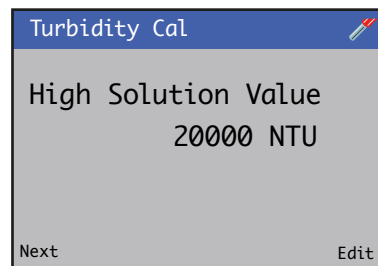 Turbidity Cal
High Solution Value
20000 NTU
Next Edit